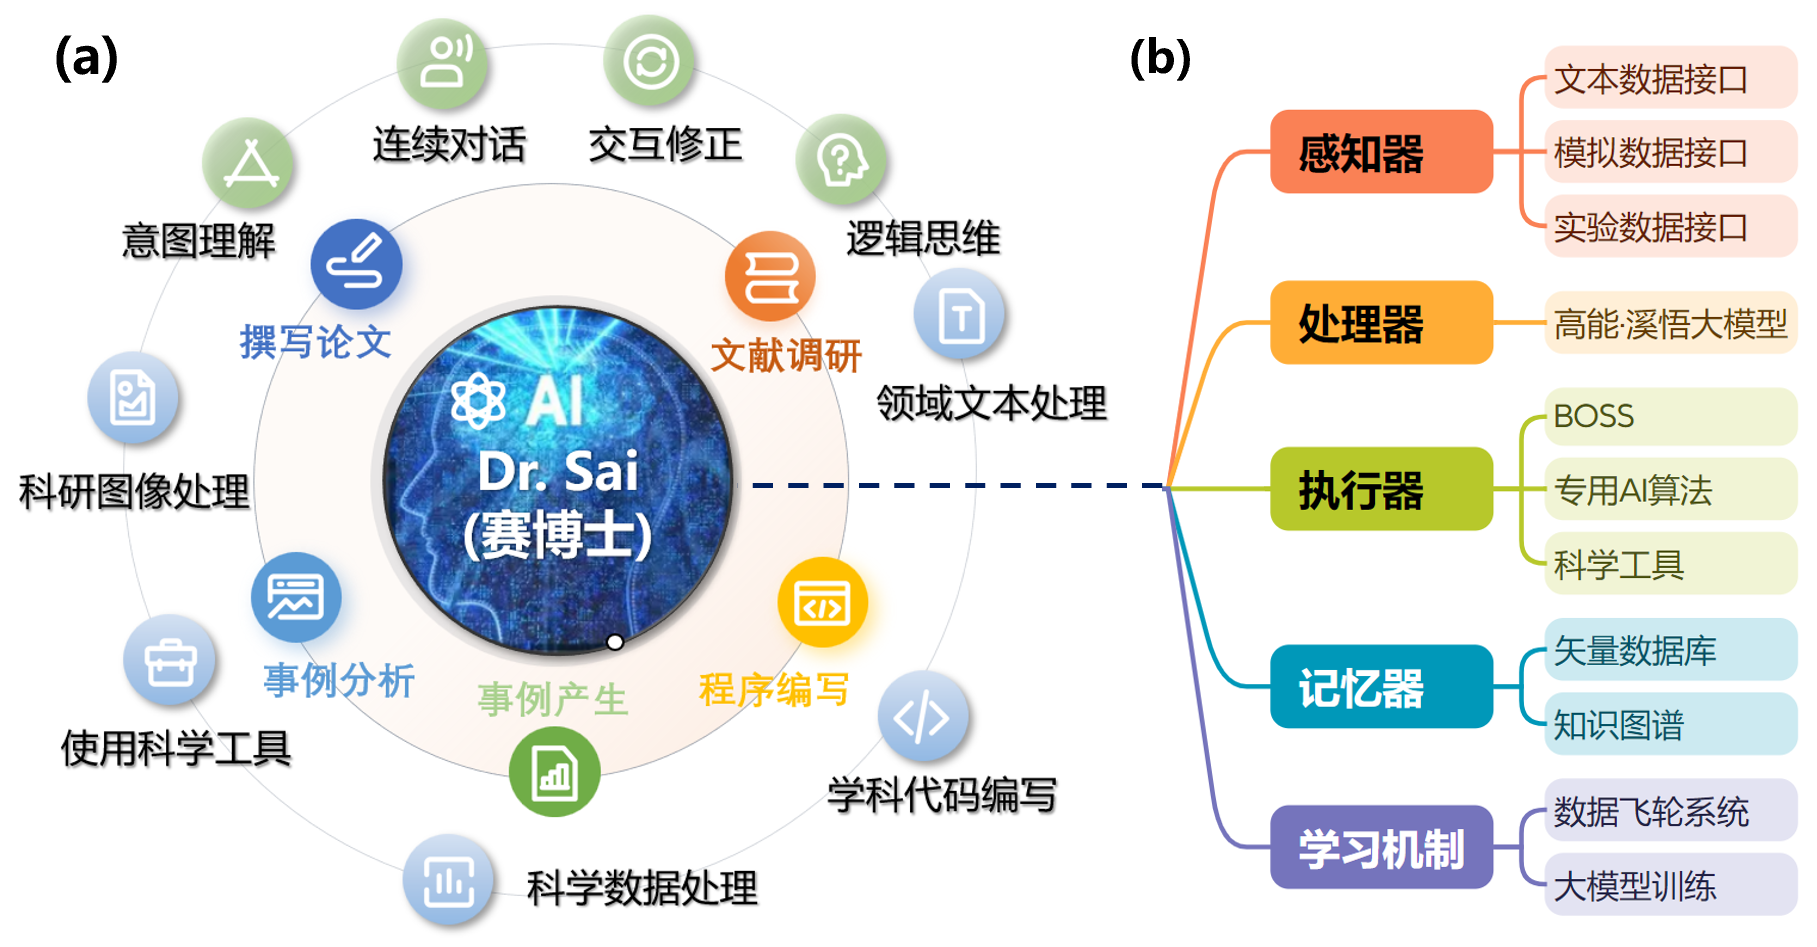 (a)
连续对话
交互修正
意图理解
逻辑思维
撰写论文
文献调研
领域文本处理
科研图像处理
AI
Dr. Sai
(赛博士)
事例分析
事例产生
程序编写
使用科学工具
学科代码编写
科学数据处理
(b)
感知器
文本数据接口
模拟数据接口
实验数据接口
处理器
高能·溪悟大模型
执行器
BOSS
专用AI算法
科学工具
记忆器
矢量数据库
知识图谱
学习机制
数据飞轮系统
大模型训练